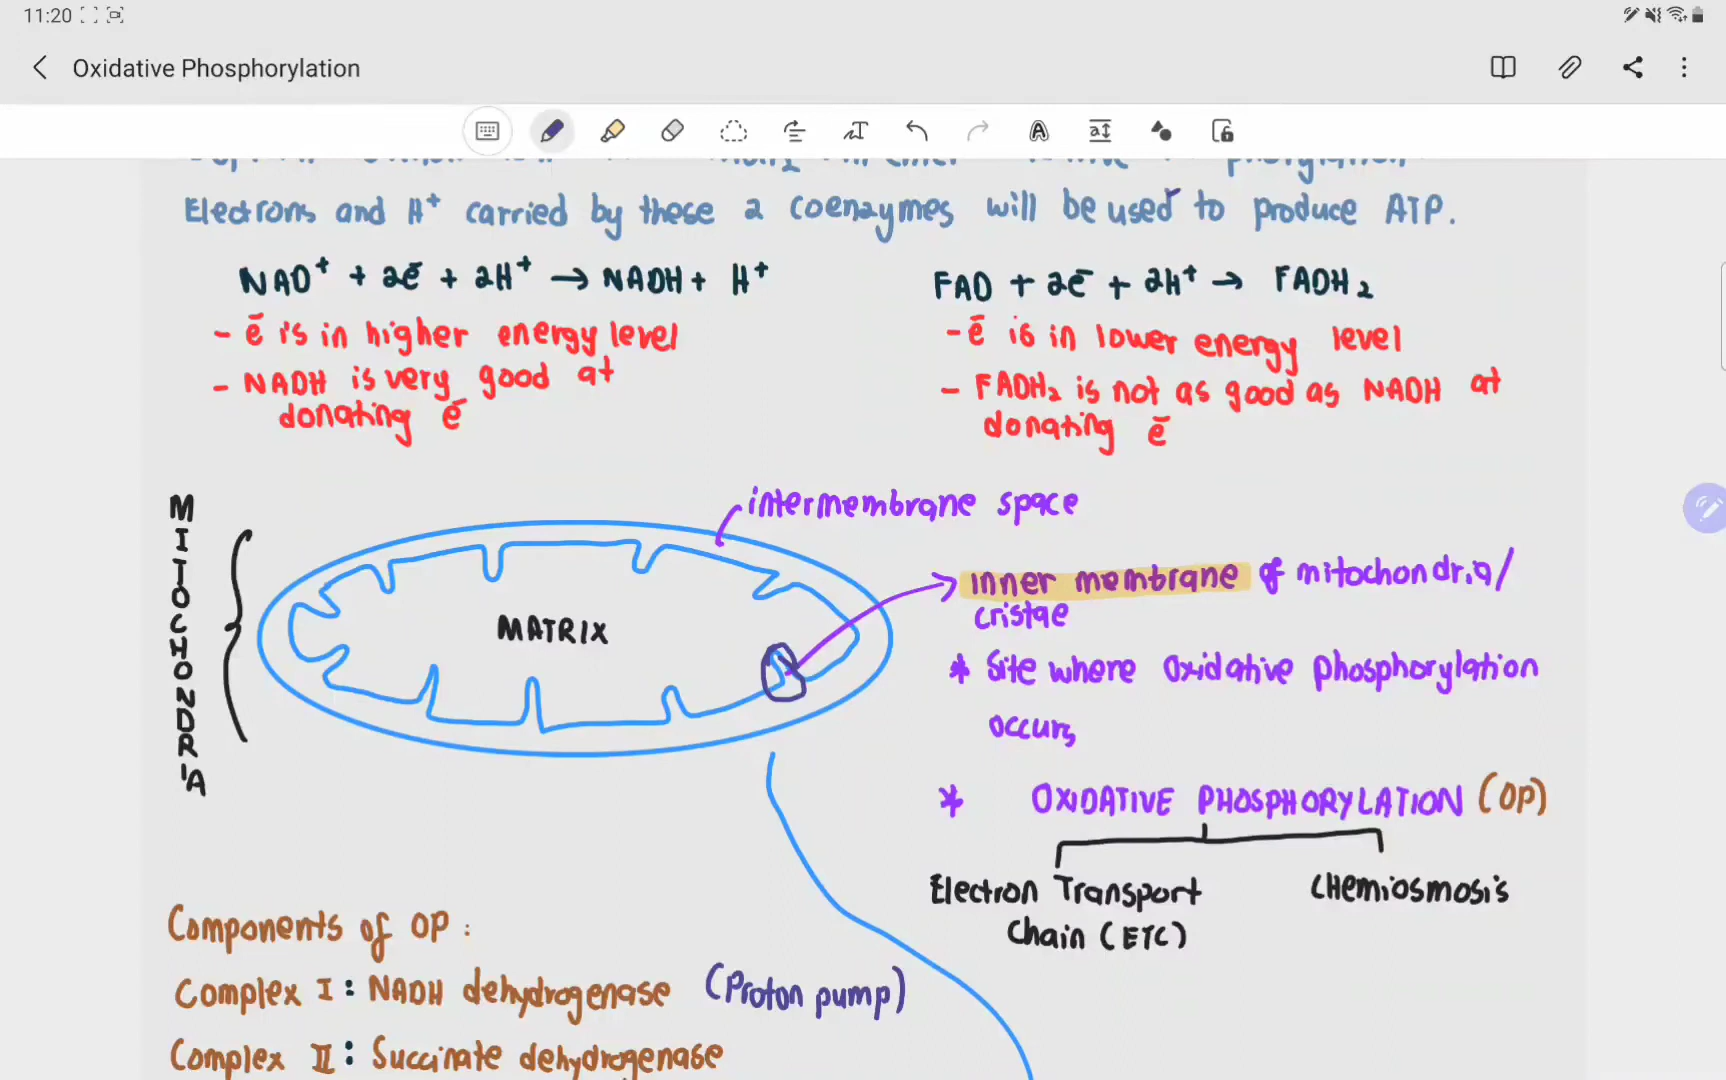 11:20
Oxidative Phosphorylation
Electrons and H⁺ carried by these 2 coenzymes will be used to produce ATP.
NAD⁺ + 2ē + 2H⁺ → NADH + H⁺
- ē is in higher energy level
- NADH is very good at
donating ē
FAD + 2ē + 2H⁺ → FADH₂
- ē is in lower energy level
- FADH₂ is not as good as NADH at
donating ē
MITOCHONDRIA
intermembrane space
MATRIX
inner membrane of mitochondria/
cristae
* Site where oxidative phosphorylation
occurs
* OXIDATIVE PHOSPHORYLATION (OP)
Electron Transport
Chain (ETC)
CHemiosmosis
Components of OP :
Complex I : NADH dehydrogenase (Proton pump)
Complex II : Succinate dehydrogenase